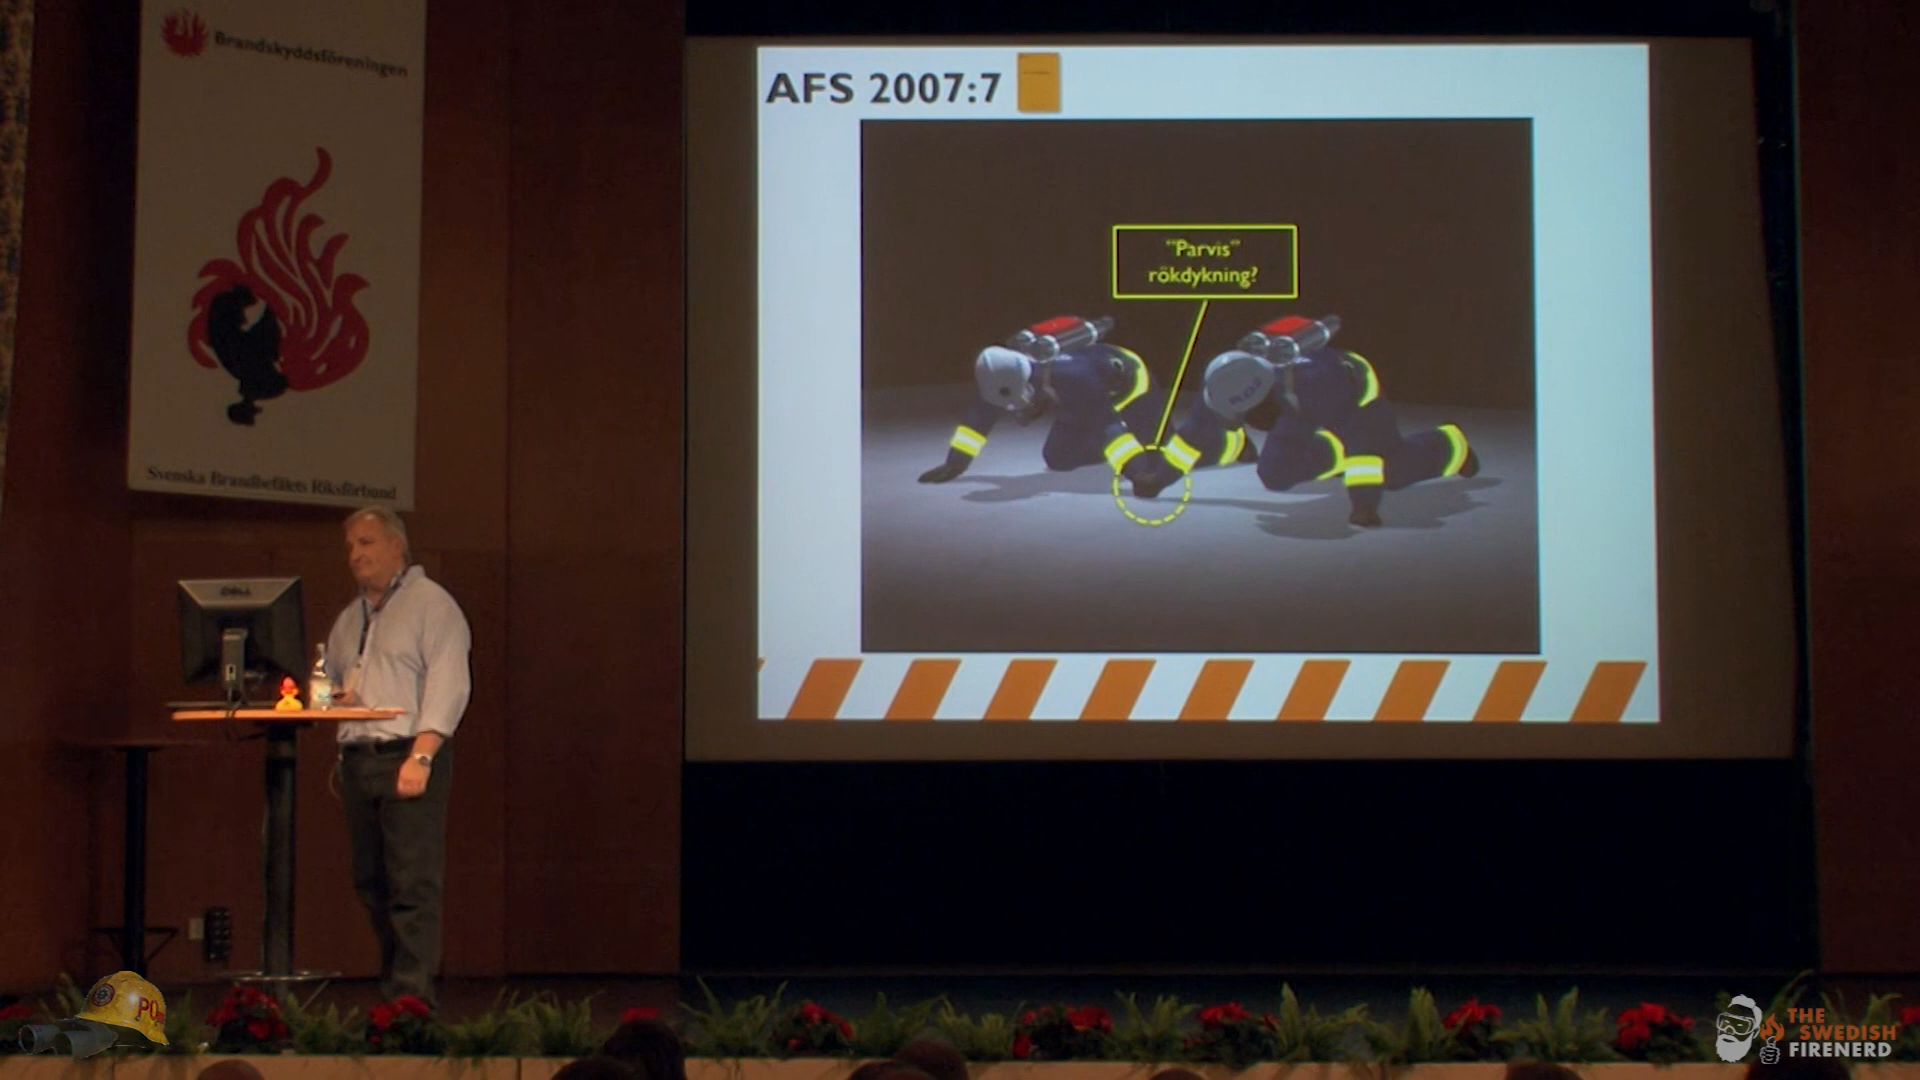 Brandskyddsföreningen
Svenska Brandbefälets Riksförbund
DELL
AFS 2007:7
"Parvis"
rökdykning?
THE
SWEDISH
FIRENERD